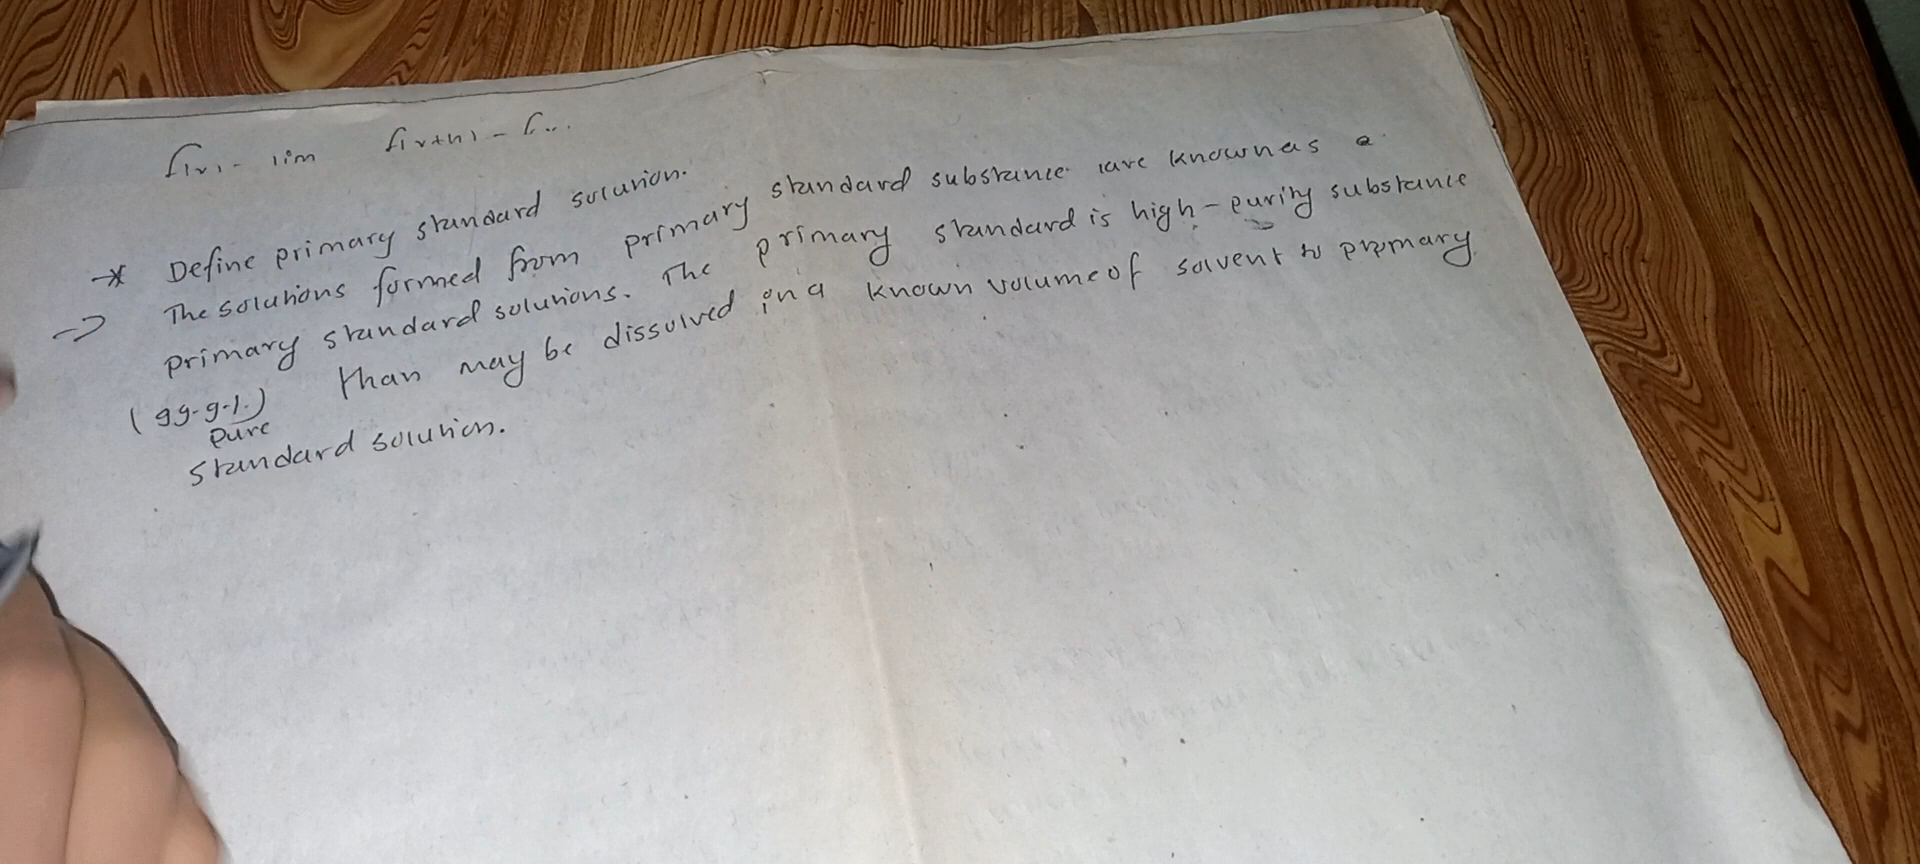 lim
* Define primary standard solution.
→ The solutions formed from primary standard substance are known as a
primary standard solutions. The primary standard is high-purity substance
(99.9%) than may be dissolved in a known volume of solvent to primary
pure
standard solution.